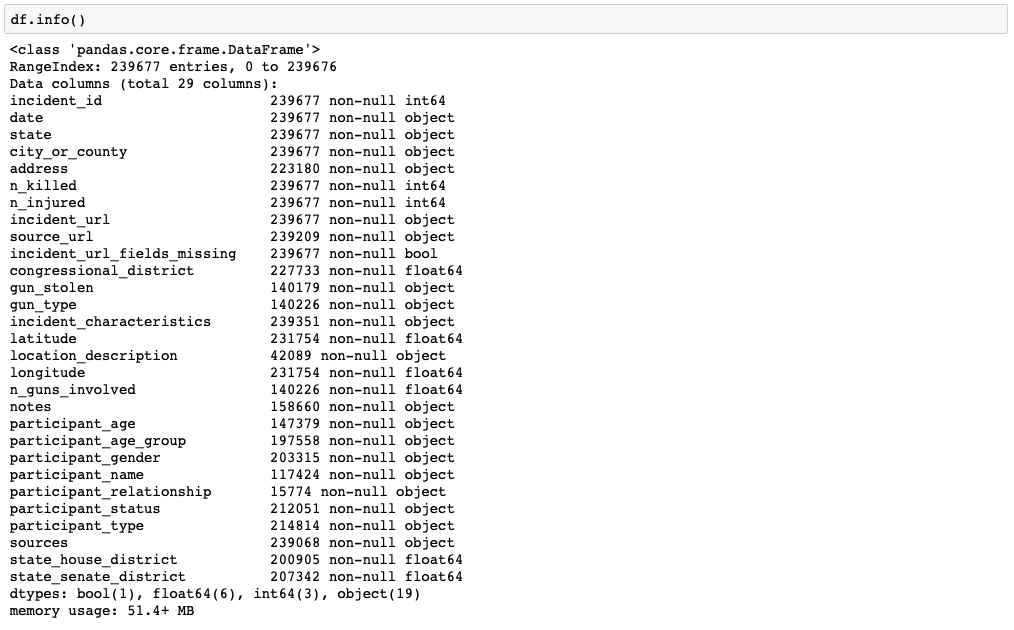 df.info()
<class 'pandas.core.frame.DataFrame'>
RangeIndex: 239677 entries, 0 to 239676
Data columns (total 29 columns):
incident_id                    239677 non-null int64
date                           239677 non-null object
state                          239677 non-null object
city_or_county                 239677 non-null object
address                        223180 non-null object
n_killed                       239677 non-null int64
n_injured                      239677 non-null int64
incident_url                   239677 non-null object
source_url                     239209 non-null object
incident_url_fields_missing    239677 non-null bool
congressional_district         227733 non-null float64
gun_stolen                     140179 non-null object
gun_type                       140226 non-null object
incident_characteristics       239351 non-null object
latitude                       231754 non-null float64
location_description           42089 non-null object
longitude                      231754 non-null float64
n_guns_involved                140226 non-null float64
notes                          158660 non-null object
participant_age                147379 non-null object
participant_age_group          197558 non-null object
participant_gender             203315 non-null object
participant_name               117424 non-null object
participant_relationship       15774 non-null object
participant_status             212051 non-null object
participant_type               214814 non-null object
sources                        239068 non-null object
state_house_district           200905 non-null float64
state_senate_district          207342 non-null float64
dtypes: bool(1), float64(6), int64(3), object(19)
memory usage: 51.4+ MB